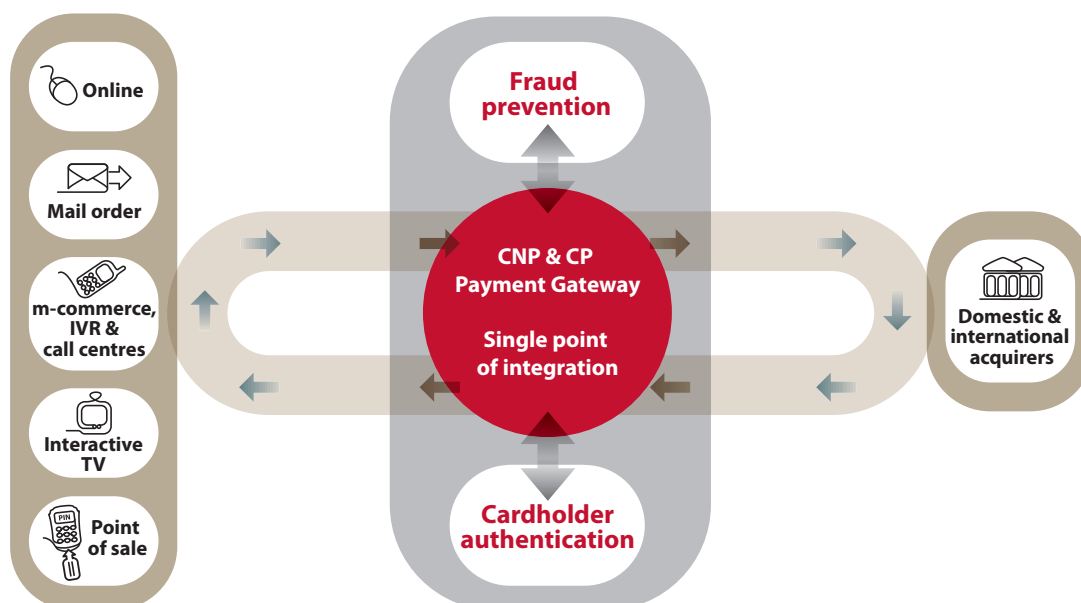 Online
Mail order
m-commerce,
IVR &
call centres
Interactive
TV
PIN
Point
of sale
Fraud
prevention
CNP & CP
Payment Gateway
Single point
of integration
Cardholder
authentication
Domestic &
international
acquirers